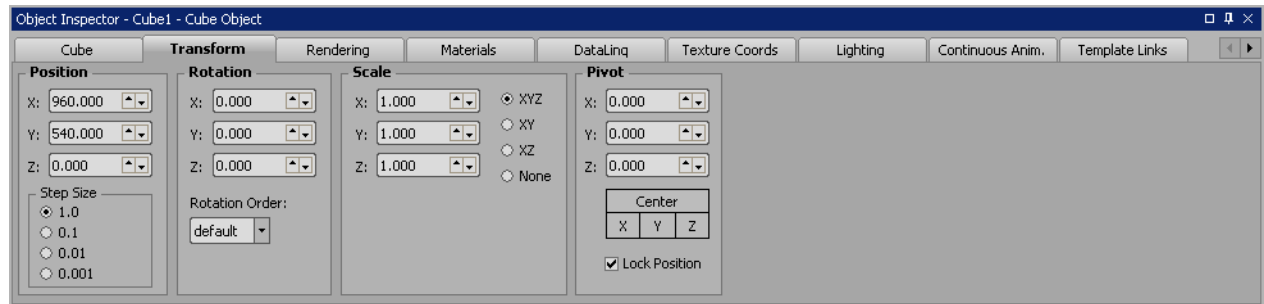 Object Inspector - Cube1 - Cube Object
Cube Transform Rendering Materials DataLinq Texture Coords Lighting Continuous Anim. Template Links
Position Rotation Scale Pivot
X: 960.000 X: 0.000 X: 1.000 XYZ X: 0.000
XY
Y: 540.000 Y: 0.000 Y: 1.000 Y: 0.000
XZ
Z: 0.000 Z: 0.000 Z: 1.000 Z: 0.000
None
Step Size
Rotation Order: Center
1.0
0.1 default X Y Z
0.01
Lock Position
0.001